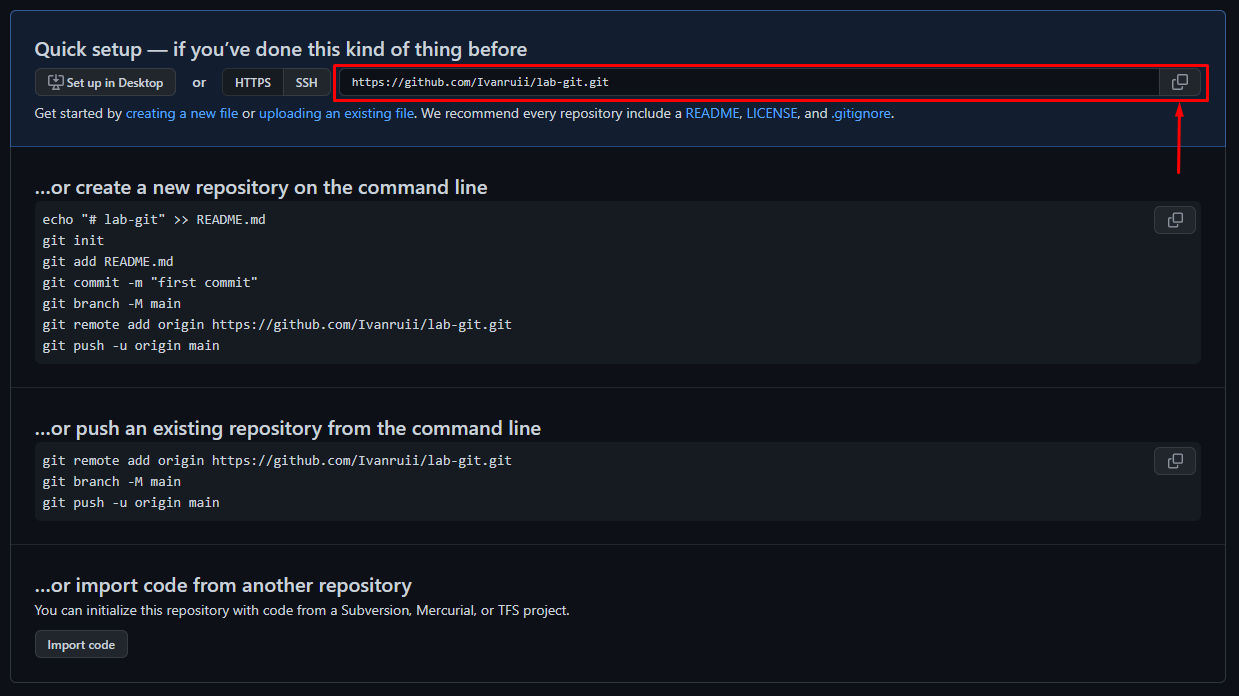 Quick setup — if you’ve done this kind of thing before
Set up in Desktop or HTTPS SSH https://github.com/Ivanruii/lab-git.git
Get started by creating a new file or uploading an existing file. We recommend every repository include a README, LICENSE, and .gitignore.
…or create a new repository on the command line
echo "# lab-git" >> README.md
git init
git add README.md
git commit -m "first commit"
git branch -M main
git remote add origin https://github.com/Ivanruii/lab-git.git
git push -u origin main
…or push an existing repository from the command line
git remote add origin https://github.com/Ivanruii/lab-git.git
git branch -M main
git push -u origin main
…or import code from another repository
You can initialize this repository with code from a Subversion, Mercurial, or TFS project.
Import code